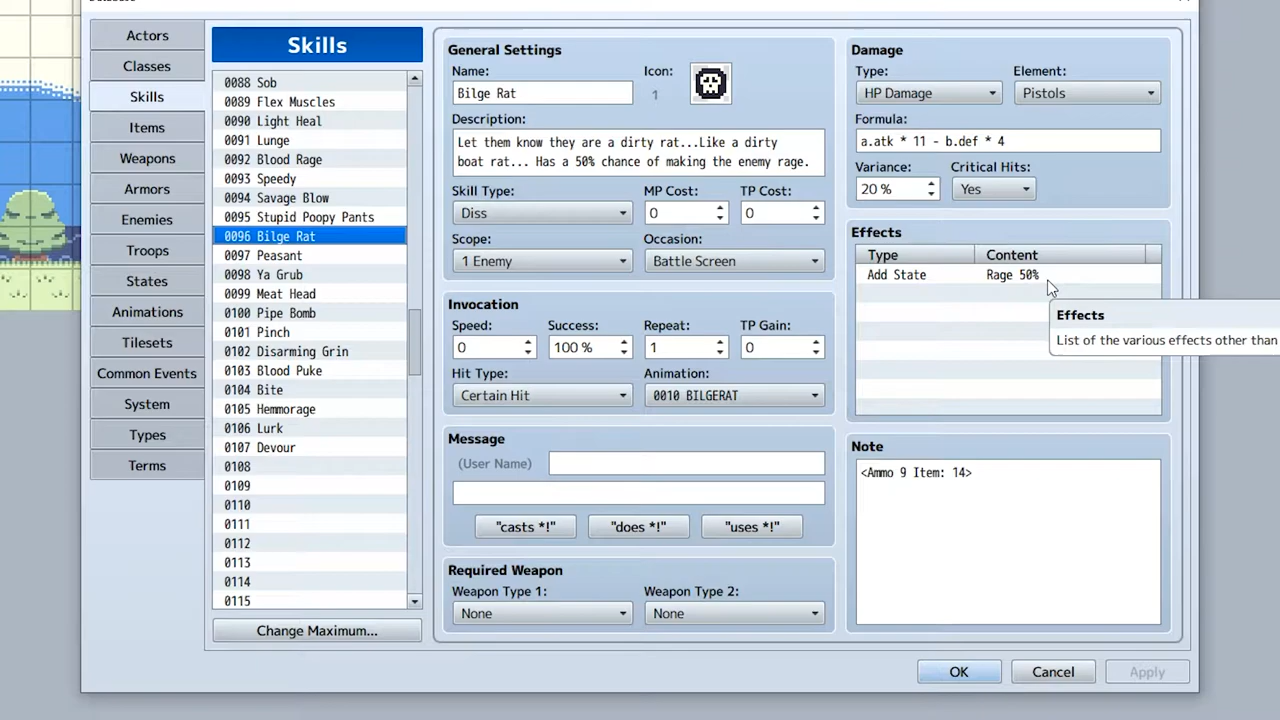 Actors
Classes
Skills
Items
Weapons
Armors
Enemies
Troops
States
Animations
Tilesets
Common Events
System
Types
Terms
Skills
0088 Sob
0089 Flex Muscles
0090 Light Heal
0091 Lunge
0092 Blood Rage
0093 Speedy
0094 Savage Blow
0095 Stupid Poopy Pants
0096 Bilge Rat
0097 Peasant
0098 Ya Grub
0099 Meat Head
0100 Pipe Bomb
0101 Pinch
0102 Disarming Grin
0103 Blood Puke
0104 Bite
0105 Hemmorage
0106 Lurk
0107 Devour
0108
0109
0110
0111
0112
0113
0114
0115
Change Maximum...
General Settings
Name:
Icon:
Bilge Rat
1
Description:
Let them know they are a dirty rat...Like a dirty
boat rat... Has a 50% chance of making the enemy rage.
Skill Type:
MP Cost:
TP Cost:
Diss
0
0
Scope:
Occasion:
1 Enemy
Battle Screen
Invocation
Speed:
Success:
Repeat:
TP Gain:
0
100 %
1
0
Hit Type:
Animation:
Certain Hit
0010 BILGERAT
Message
(User Name)
"casts *!"
"does *!"
"uses *!"
Required Weapon
Weapon Type 1:
Weapon Type 2:
None
None
Damage
Type:
Element:
HP Damage
Pistols
Formula:
a.atk * 11 - b.def * 4
Variance:
Critical Hits:
20 %
Yes
Effects
Type
Content
Add State
Rage 50%
Effects
List of the various effects other than
Note
<Ammo 9 Item: 14>
OK
Cancel
Apply